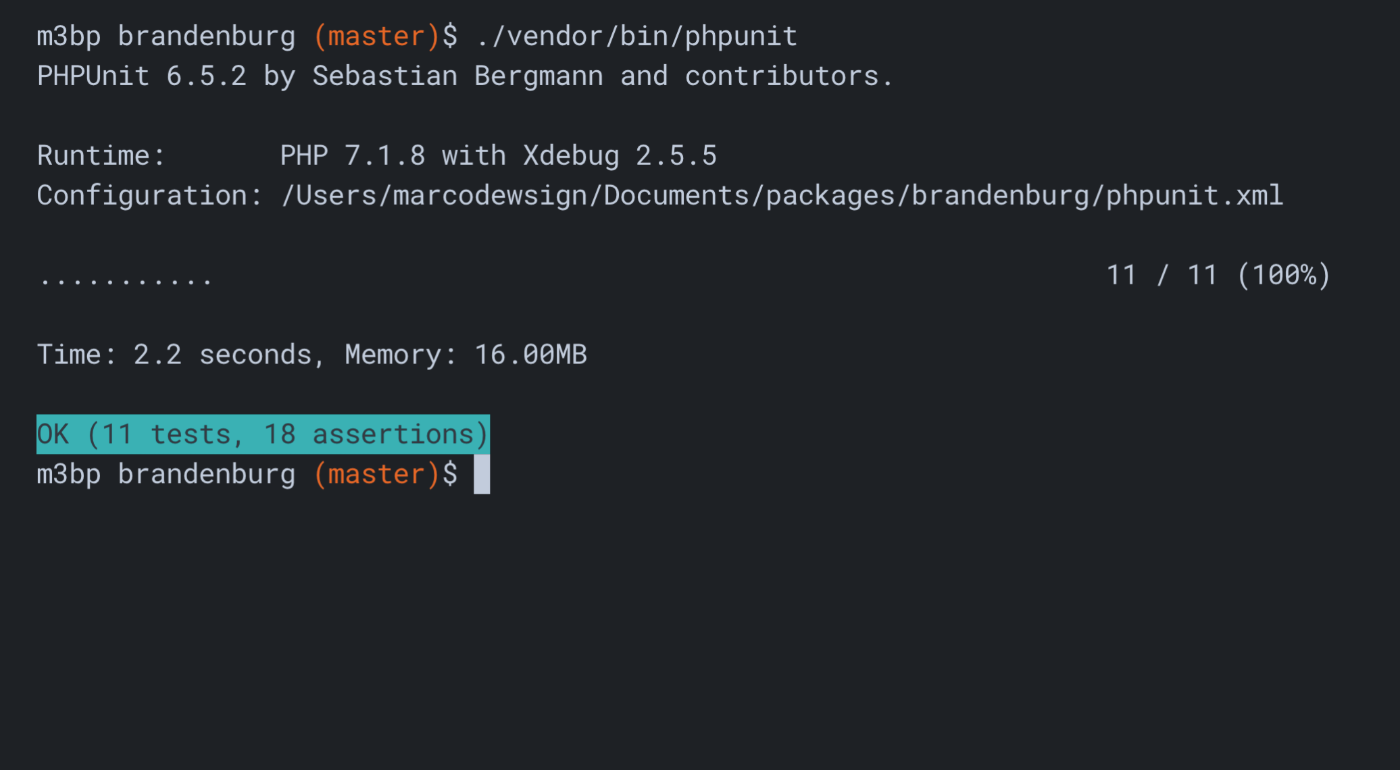 m3bp brandenburg (master)$ ./vendor/bin/phpunit
PHPUnit 6.5.2 by Sebastian Bergmann and contributors.
Runtime:       PHP 7.1.8 with Xdebug 2.5.5
Configuration: /Users/marcodewsign/Documents/packages/brandenburg/phpunit.xml
...........                                                       11 / 11 (100%)
Time: 2.2 seconds, Memory: 16.00MB
OK (11 tests, 18 assertions)
m3bp brandenburg (master)$